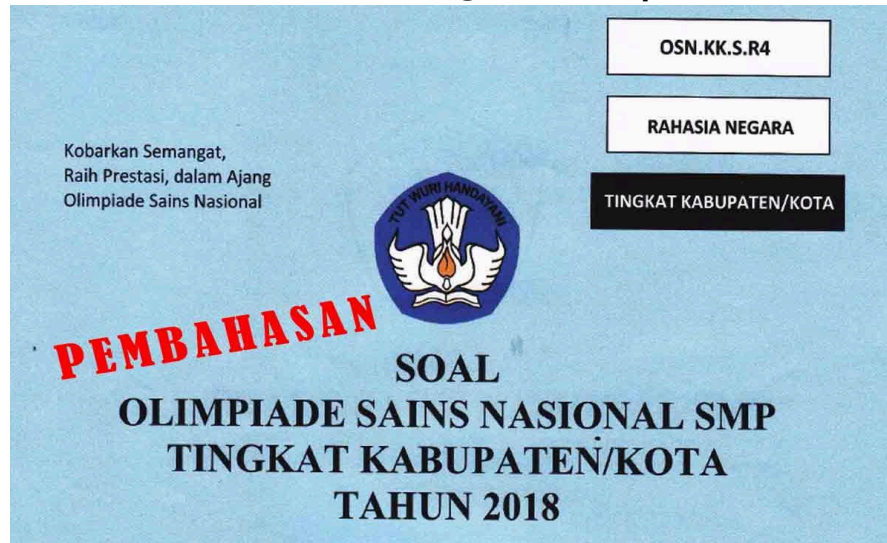 OSN.KK.S.R4
RAHASIA NEGARA
TINGKAT KABUPATEN/KOTA
Kobarkan Semangat,
Raih Prestasi, dalam Ajang
Olimpiade Sains Nasional
TUT WURI HANDAYANI
PEMBAHASAN
SOAL
OLIMPIADE SAINS NASIONAL SMP
TINGKAT KABUPATEN/KOTA
TAHUN 2018